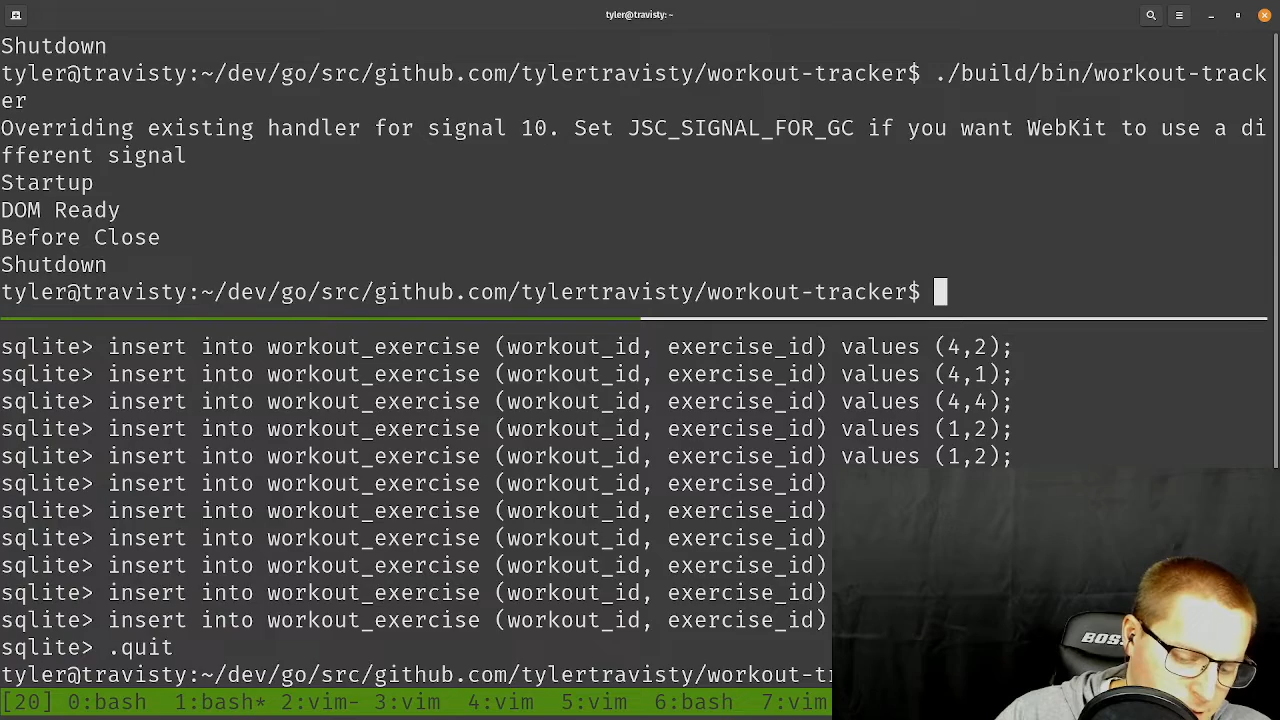 tyler@travisty: ~
Shutdown
tyler@travisty:~/dev/go/src/github.com/tylertravisty/workout-tracker$ ./build/bin/workout-track
er
Overriding existing handler for signal 10. Set JSC_SIGNAL_FOR_GC if you want WebKit to use a di
fferent signal
Startup
DOM Ready
Before Close
Shutdown
tyler@travisty:~/dev/go/src/github.com/tylertravisty/workout-tracker$
sqlite> insert into workout_exercise (workout_id, exercise_id) values (4,2);
sqlite> insert into workout_exercise (workout_id, exercise_id) values (4,1);
sqlite> insert into workout_exercise (workout_id, exercise_id) values (4,4);
sqlite> insert into workout_exercise (workout_id, exercise_id) values (1,2);
sqlite> insert into workout_exercise (workout_id, exercise_id) values (1,2);
sqlite> insert into workout_exercise (workout_id, exercise_id)
sqlite> insert into workout_exercise (workout_id, exercise_id)
sqlite> insert into workout_exercise (workout_id, exercise_id)
sqlite> insert into workout_exercise (workout_id, exercise_id)
sqlite> insert into workout_exercise (workout_id, exercise_id)
sqlite> insert into workout_exercise (workout_id, exercise_id)
sqlite> .quit
tyler@travisty:~/dev/go/src/github.com/tylertravisty/workout-t
[20] 0:bash 1:bash* 2:vim- 3:vim 4:vim 5:vim 6:bash 7:vim
BOSS